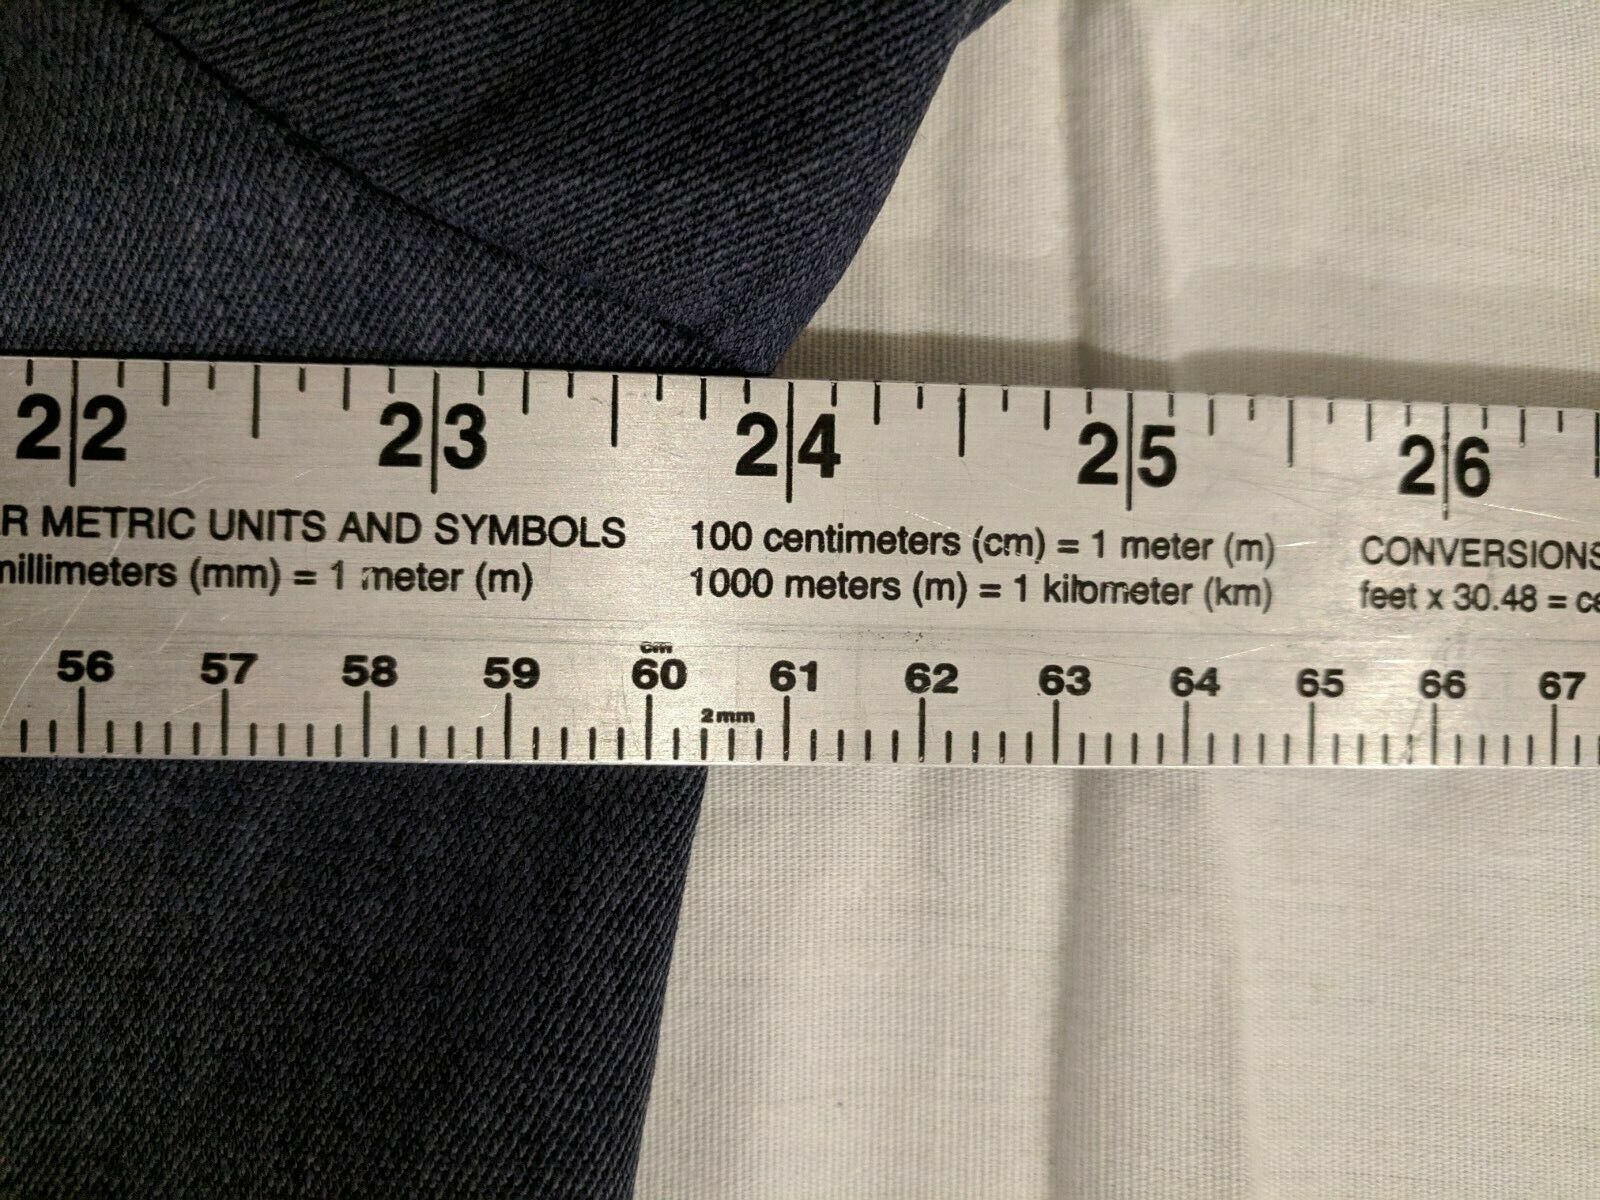 22 23 24 25 26
R METRIC UNITS AND SYMBOLS
millimeters (mm) = 1 meter (m)
100 centimeters (cm) = 1 meter (m)
1000 meters (m) = 1 kilometer (km)
CONVERSIONS
feet x 30.48 = ce
cm
56 57 58 59 60 61 62 63 64 65 66 67
2mm